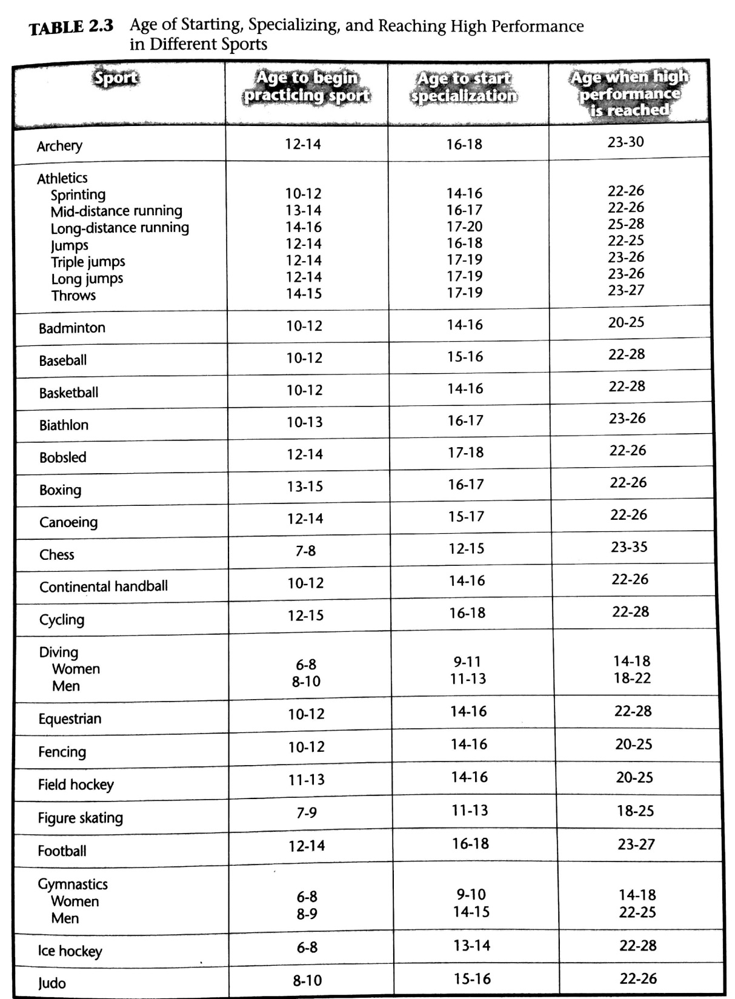 TABLE 2.3 Age of Starting, Specializing, and Reaching High Performance
in Different Sports
Sport Age to begin practicing sport Age to start specialization Age when high performance is reached
Archery 12-14 16-18 23-30
Athletics
Sprinting 10-12 14-16 22-26
Mid-distance running 13-14 16-17 22-26
Long-distance running 14-16 17-20 25-28
Jumps 12-14 16-18 22-25
Triple jumps 12-14 17-19 23-26
Long jumps 12-14 17-19 23-26
Throws 14-15 17-19 23-27
Badminton 10-12 14-16 20-25
Baseball 10-12 15-16 22-28
Basketball 10-12 14-16 22-28
Biathlon 10-13 16-17 23-26
Bobsled 12-14 17-18 22-26
Boxing 13-15 16-17 22-26
Canoeing 12-14 15-17 22-26
Chess 7-8 12-15 23-35
Continental handball 10-12 14-16 22-26
Cycling 12-15 16-18 22-28
Diving
Women 6-8 9-11 14-18
Men 8-10 11-13 18-22
Equestrian 10-12 14-16 22-28
Fencing 10-12 14-16 20-25
Field hockey 11-13 14-16 20-25
Figure skating 7-9 11-13 18-25
Football 12-14 16-18 23-27
Gymnastics
Women 6-8 9-10 14-18
Men 8-9 14-15 22-25
Ice hockey 6-8 13-14 22-28
Judo 8-10 15-16 22-26